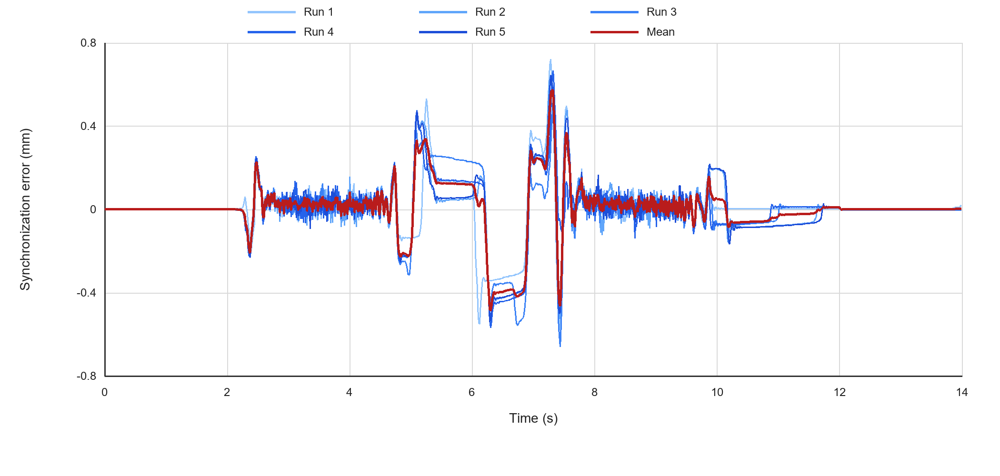 Run 1 Run 2 Run 3
Run 4 Run 5 Mean
0.8
0.4
0
-0.4
-0.8
Synchronization error (mm)
0 2 4 6 8 10 12 14
Time (s)